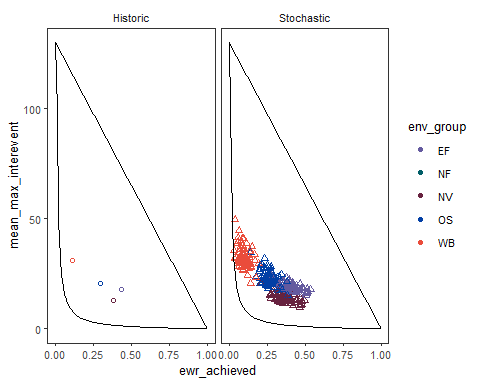 Historic Stochastic
mean_max_interevent
100
50
0
0.00 0.25 0.50 0.75 1.00 0.00 0.25 0.50 0.75 1.00
ewr_achieved
env_group
EF
NF
NV
OS
WB